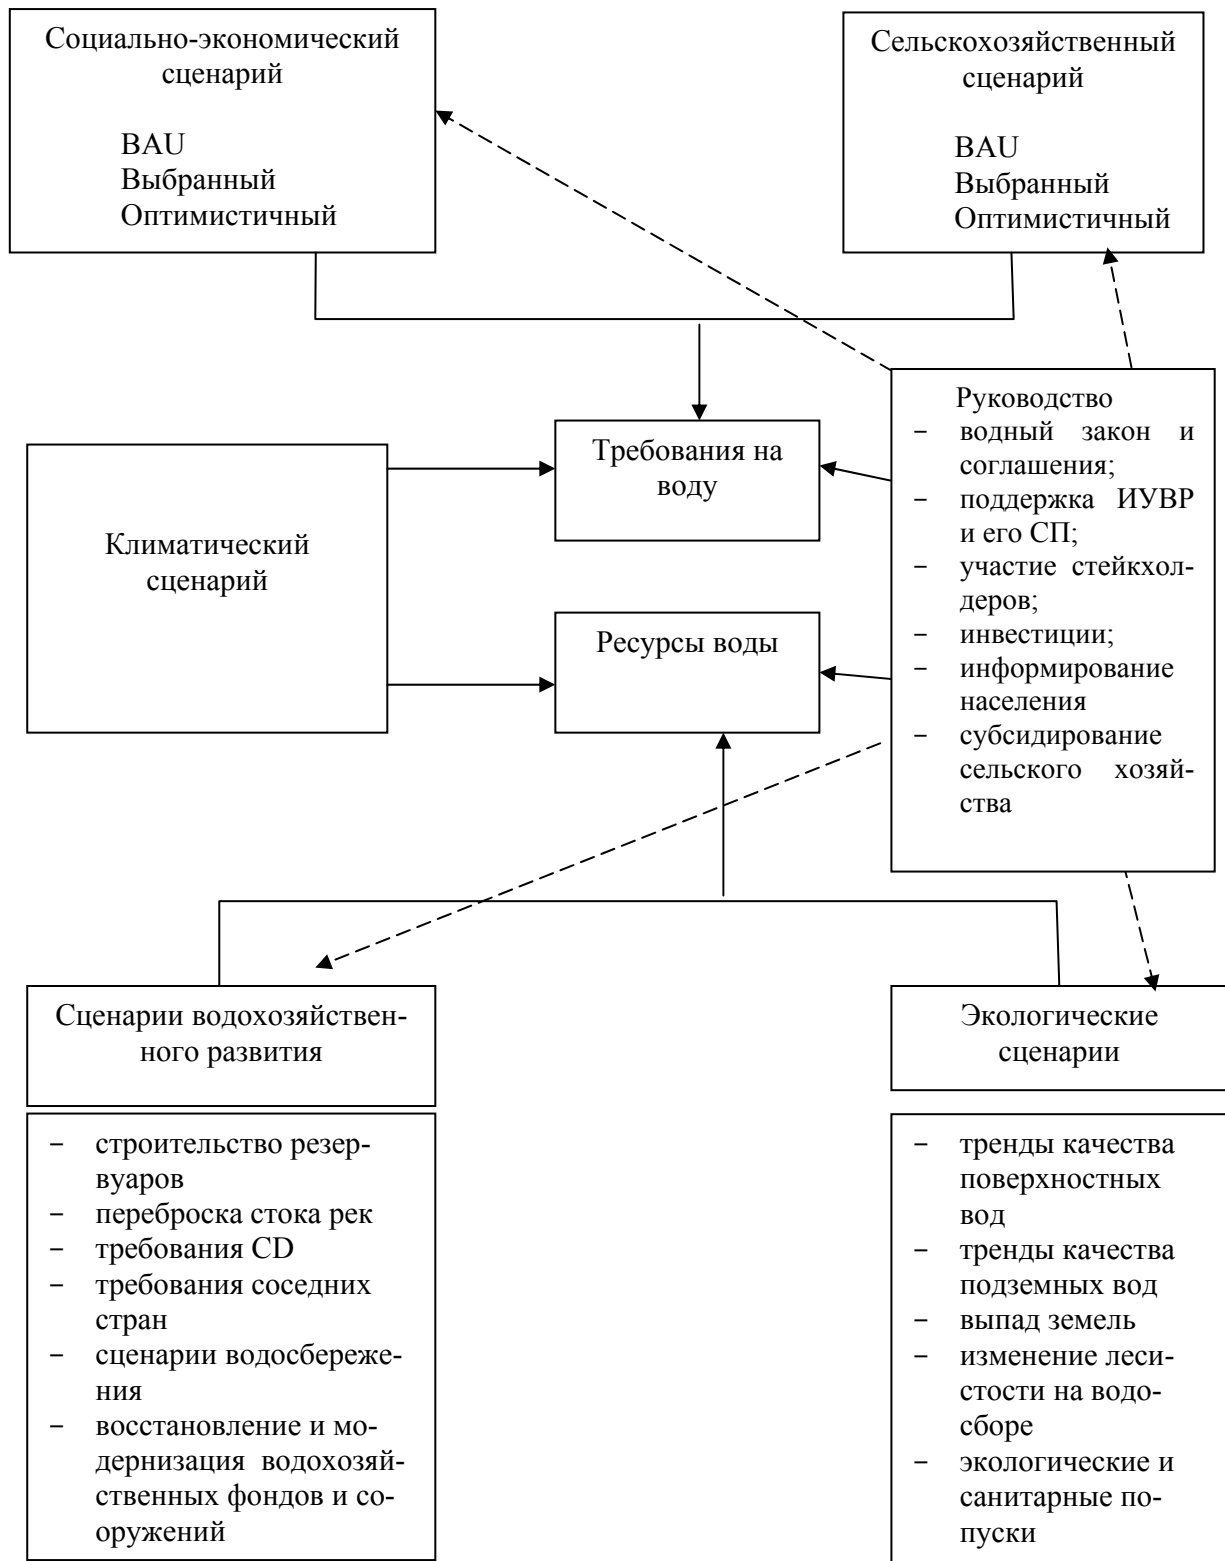 Социально-экономический
сценарий
BAU
Выбранный
Оптимистичный
Сельскохозяйственный
сценарий
BAU
Выбранный
Оптимистичный
Руководство
- водный закон и
соглашения;
- поддержка ИУВР
и его СП;
- участие стейкхол-
деров;
- инвестиции;
- информирование
населения
- субсидирование
сельского хозяй-
ства
Требования на
воду
Климатический
сценарий
Ресурсы воды
Сценарии водохозяйствен-
ного развития
- строительство резер-
вуаров
- переброска стока рек
- требования CD
- требования соседних
стран
- сценарии водосбереже-
ния
- восстановление и мо-
дернизация водохозяй-
ственных фондов и со-
оружений
Экологические
сценарии
- тренды качества
поверхностных
вод
- тренды качества
подземных вод
- выпад земель
- изменение леси-
стости на водо-
сборе
- экологические и
санитарные по-
пуски